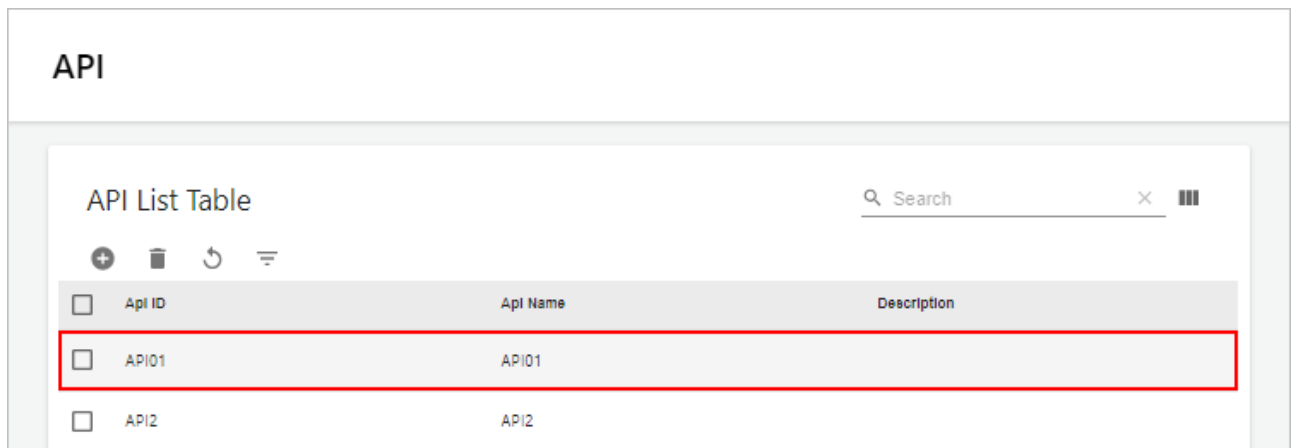 API
API List Table
Search
Api ID Api Name Description
API01 API01
API2 API2